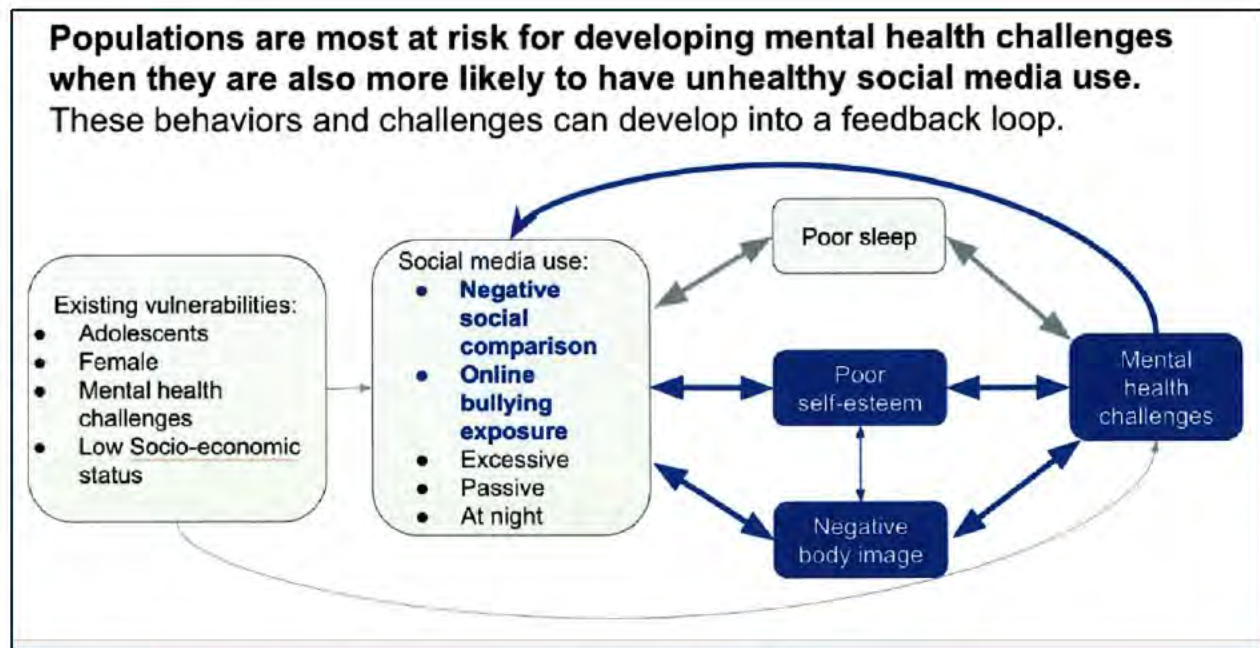 Populations are most at risk for developing mental health challenges
when they are also more likely to have unhealthy social media use.
These behaviors and challenges can develop into a feedback loop.
Existing vulnerabilities:
● Adolescents
● Female
● Mental health
challenges
● Low Socio-economic
status
Social media use:
● Negative
social
comparison
● Online
bullying
exposure
● Excessive
● Passive
● At night
Poor sleep
Poor
self-esteem
Negative
body image
Mental
health
challenges